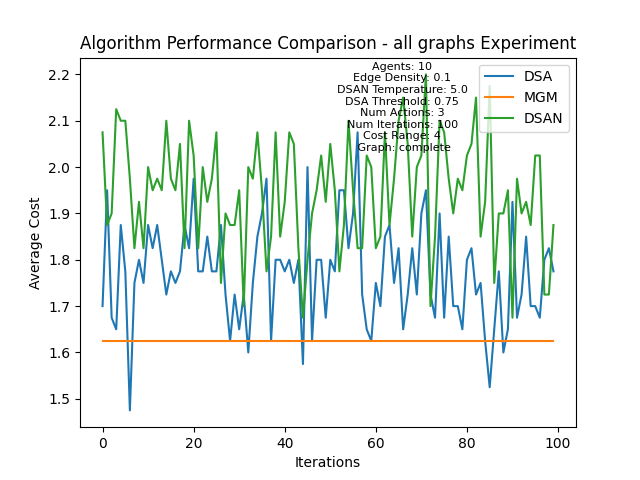 Algorithm Performance Comparison - all graphs Experiment
Agents: 10
Edge Density: 0.1
DSAN Temperature: 5.0
DSA Threshold: 0.75
Num Actions: 3
Num Iterations: 100
Cost Range: 4
Graph: complete
DSA
MGM
DSAN
2.2
2.1
2.0
1.9
1.8
1.7
1.6
1.5
Average Cost
0 20 40 60 80 100
Iterations